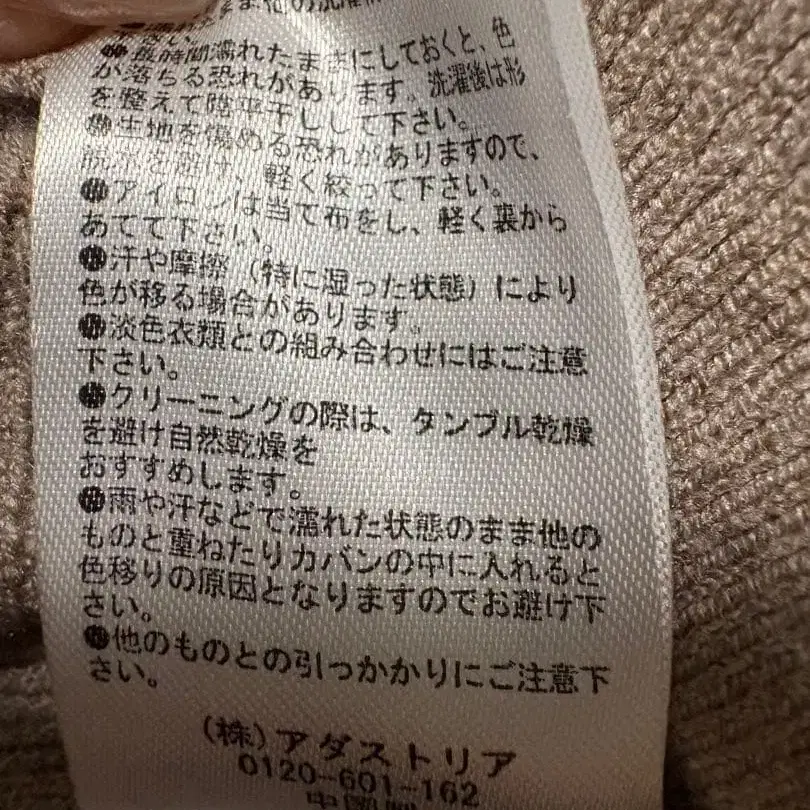 ●長時間濡れたままにしておくと、色
が落ちる恐れがあります。洗濯後は形
を整えて陰平干しして下さい。
●生地を傷める恐れがありますので、
脱水を避け、軽く絞って下さい。
●アイロンは当て布をし、軽く裏から
あてて下さい。
●汗や摩擦（特に湿った状態）により
色が移る場合があります。
●淡色衣類との組み合わせにはご注意
下さい。
●クリーニングの際は、タンブル乾燥
を避け自然乾燥を
おすすめします。
●雨や汗などで濡れた状態のまま他の
ものと重ねたりカバンの中に入れると
色移りの原因となりますのでお避け下
さい。
●他のものとの引っかかりにご注意下
さい。
（株）アダストリア
0120-601-162
中国製